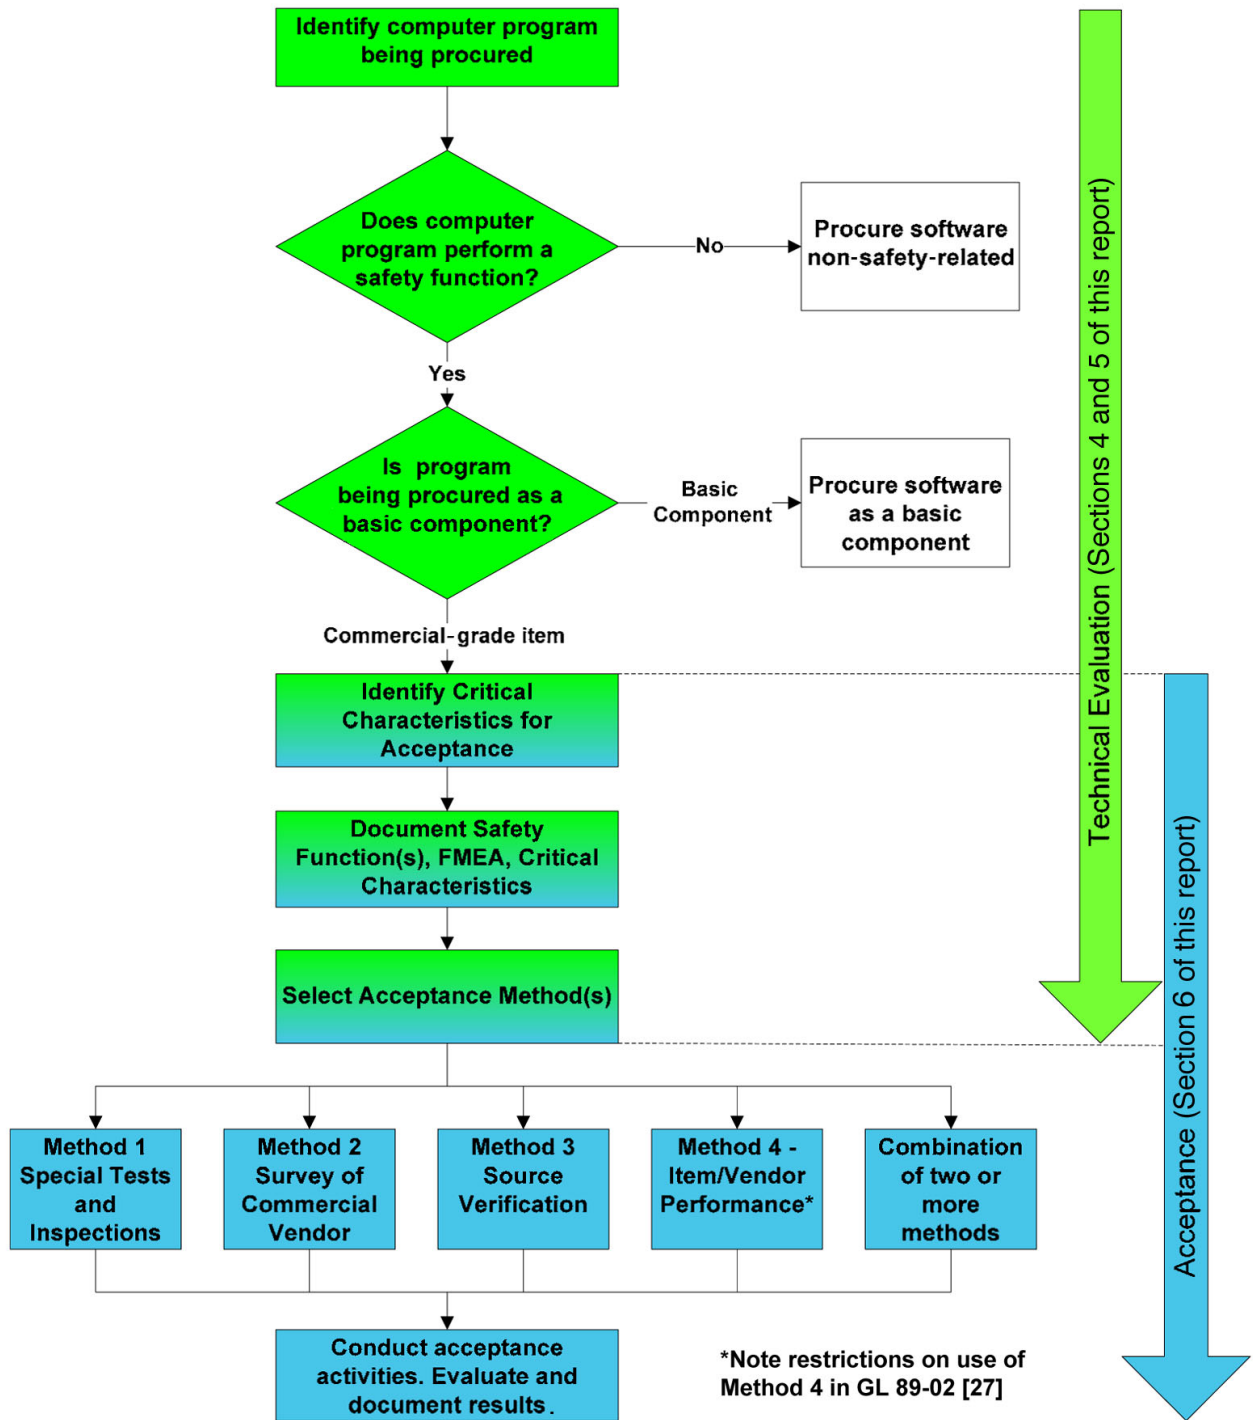 Identify computer program
being procured
Does computer
program perform a
safety function?
No
Procure software
non-safety-related
Yes
Is program
being procured as a
basic component?
Basic
Component
Procure software
as a basic
component
Commercial-grade item
Identify Critical
Characteristics for
Acceptance
Document Safety
Function(s), FMEA, Critical
Characteristics
Select Acceptance Method(s)
Method 1
Special Tests
and
Inspections
Method 2
Survey of
Commercial
Vendor
Method 3
Source
Verification
Method 4 -
Item/Vendor
Performance*
Combination
of two or
more
methods
Conduct acceptance
activities. Evaluate and
document results.
*Note restrictions on use of
Method 4 in GL 89-02 [27]
Technical Evaluation (Sections 4 and 5 of this report)
Acceptance (Section 6 of this report)